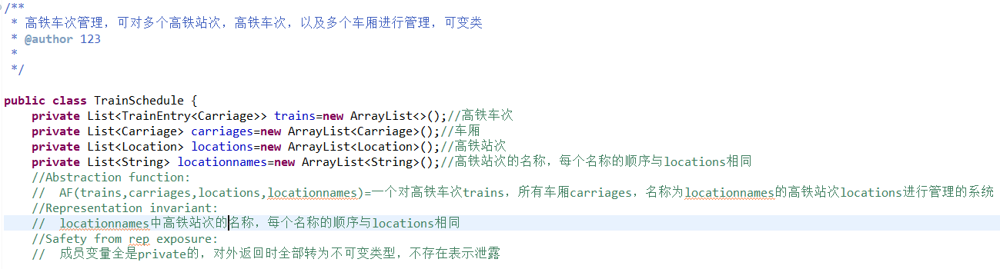 /**
 * 高铁车次管理，可对多个高铁站次，高铁车次，以及多个车厢进行管理，可变类
 * @author 123
 *
 */
public class TrainSchedule {
    private List<TrainEntry<Carriage>> trains=new ArrayList<>();//高铁车次
    private List<Carriage> carriages=new ArrayList<Carriage>();//车厢
    private List<Location> locations=new ArrayList<Location>();//高铁站次
    private List<String> locationnames=new ArrayList<String>();//高铁站次的名称，每个名称的顺序与locations相同
    //Abstraction function:
    //  AF(trains,carriages,locations,locationnames)=一个对高铁车次trains，所有车厢carriages，名称为locationnames的高铁站次locations进行管理的系统
    //Representation invariant:
    //  locationnames中高铁站次的名称，每个名称的顺序与locations相同
    //Safety from rep exposure:
    //  成员变量全是private的，对外返回时全部转为不可变类型，不存在表示泄露